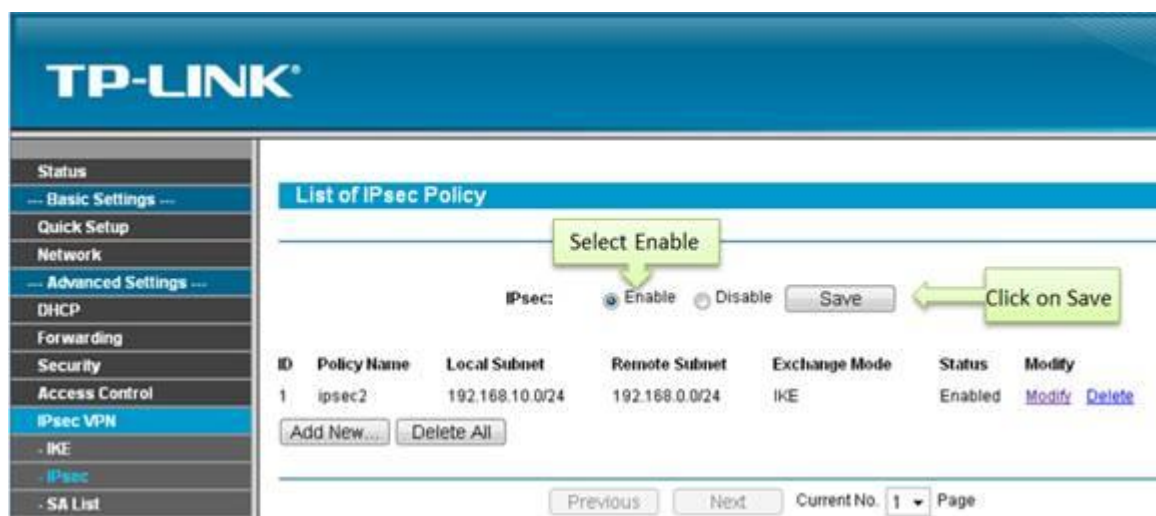 TP-LINK®
Status
--- Basic Settings ---
Quick Setup
Network
--- Advanced Settings ---
DHCP
Forwarding
Security
Access Control
IPsec VPN
- IKE
- IPsec
- SA List
List of IPsec Policy
Select Enable
IPsec: Enable Disable Save
Click on Save
ID Policy Name Local Subnet Remote Subnet Exchange Mode Status Modify
1 ipsec2 192.168.10.0/24 192.168.0.0/24 IKE Enabled Modify Delete
Add New... Delete All
Previous Next Current No. 1 Page